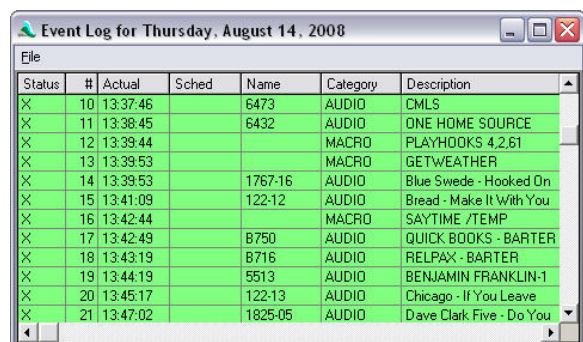 Event Log for Thursday, August 14, 2008
File
Status # Actual Sched Name Category Description
X 10 13:37:46 6473 AUDIO CMLS
X 11 13:38:45 6432 AUDIO ONE HOME SOURCE
X 12 13:39:44 MACRO PLAYHOOKS 4,2,61
X 13 13:39:53 MACRO GETWEATHER
X 14 13:39:53 1767-16 AUDIO Blue Swede - Hooked On
X 15 13:41:09 122-12 AUDIO Bread - Make It With You
X 16 13:42:44 MACRO SAYTIME /TEMP
X 17 13:42:49 B750 AUDIO QUICK BOOKS - BARTER
X 18 13:43:19 B716 AUDIO RELPAX - BARTER
X 19 13:44:19 5513 AUDIO BENJAMIN FRANKLIN-1
X 20 13:45:17 122-13 AUDIO Chicago - If You Leave
X 21 13:47:02 1825-05 AUDIO Dave Clark Five - Do You